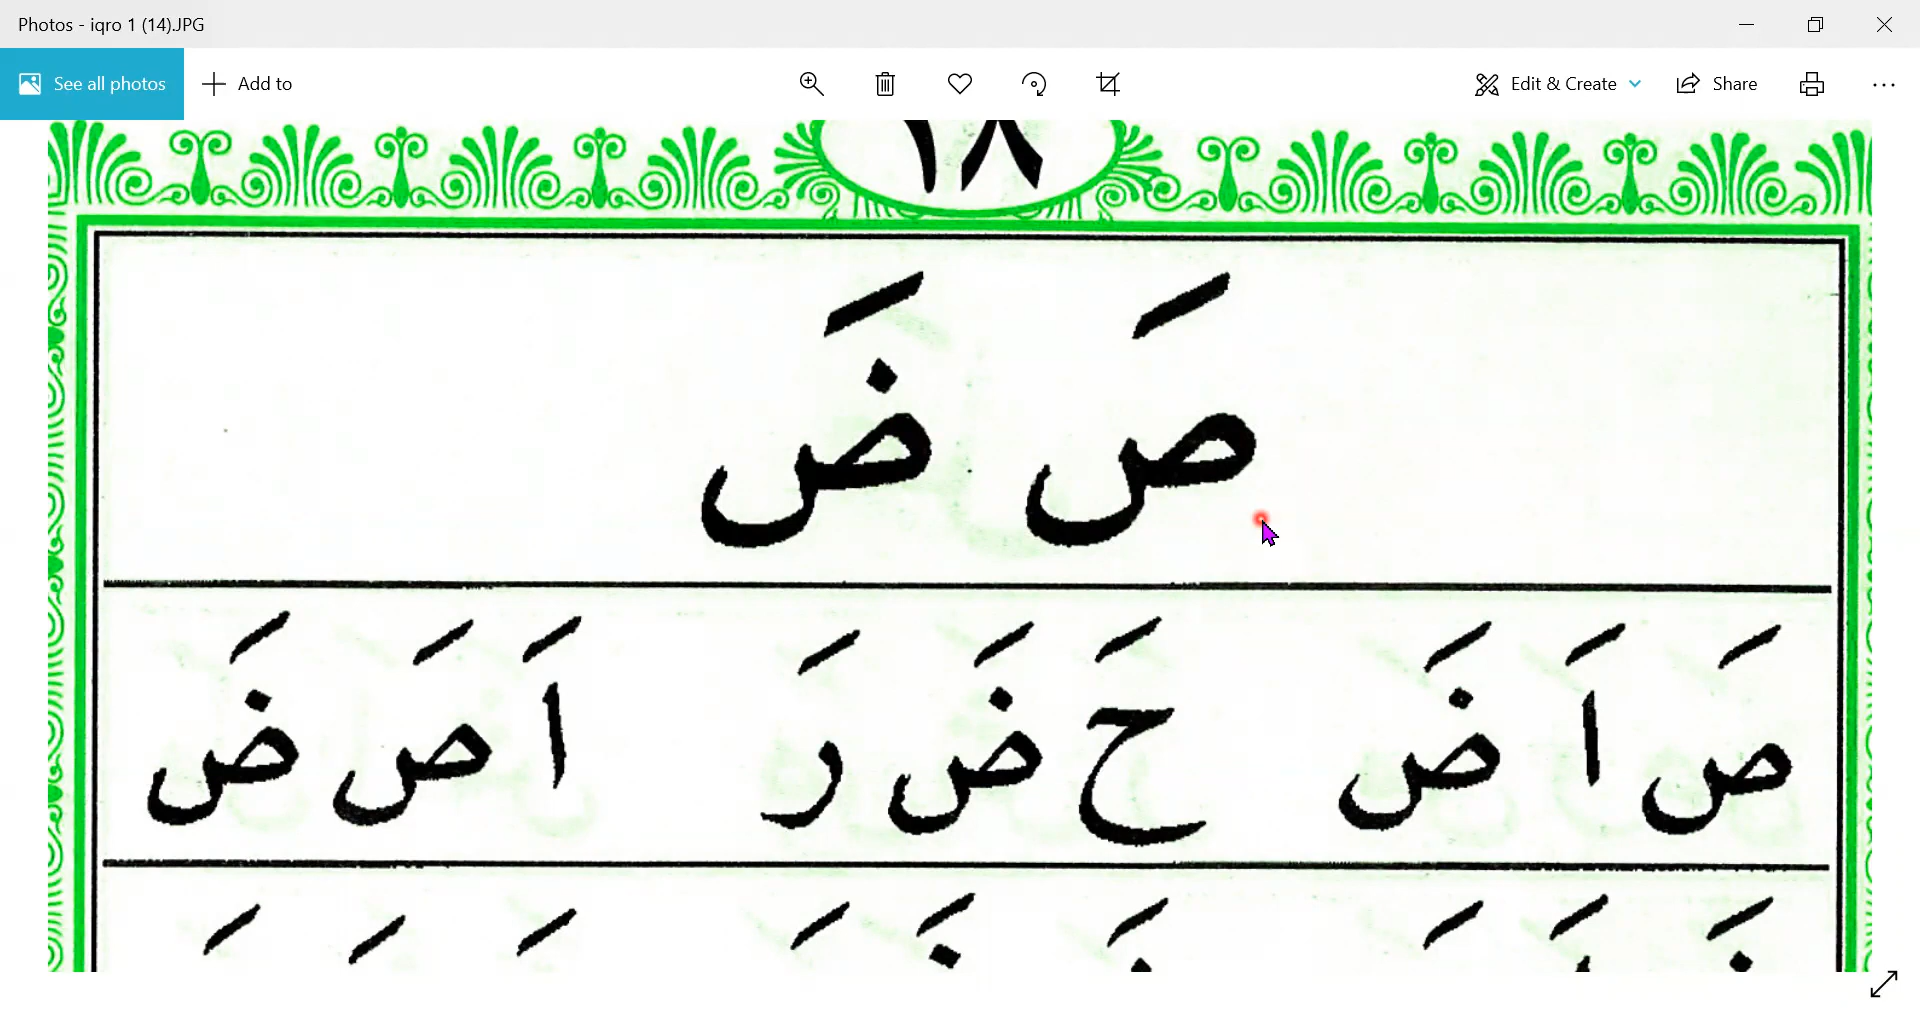 Photos - iqro 1 (14).JPG
See all photos
Add to
Edit & Create
Share
١٨
صَ ضَ
صَ اَ ضَ حَ ضَ رَ اَ صَ ضَ